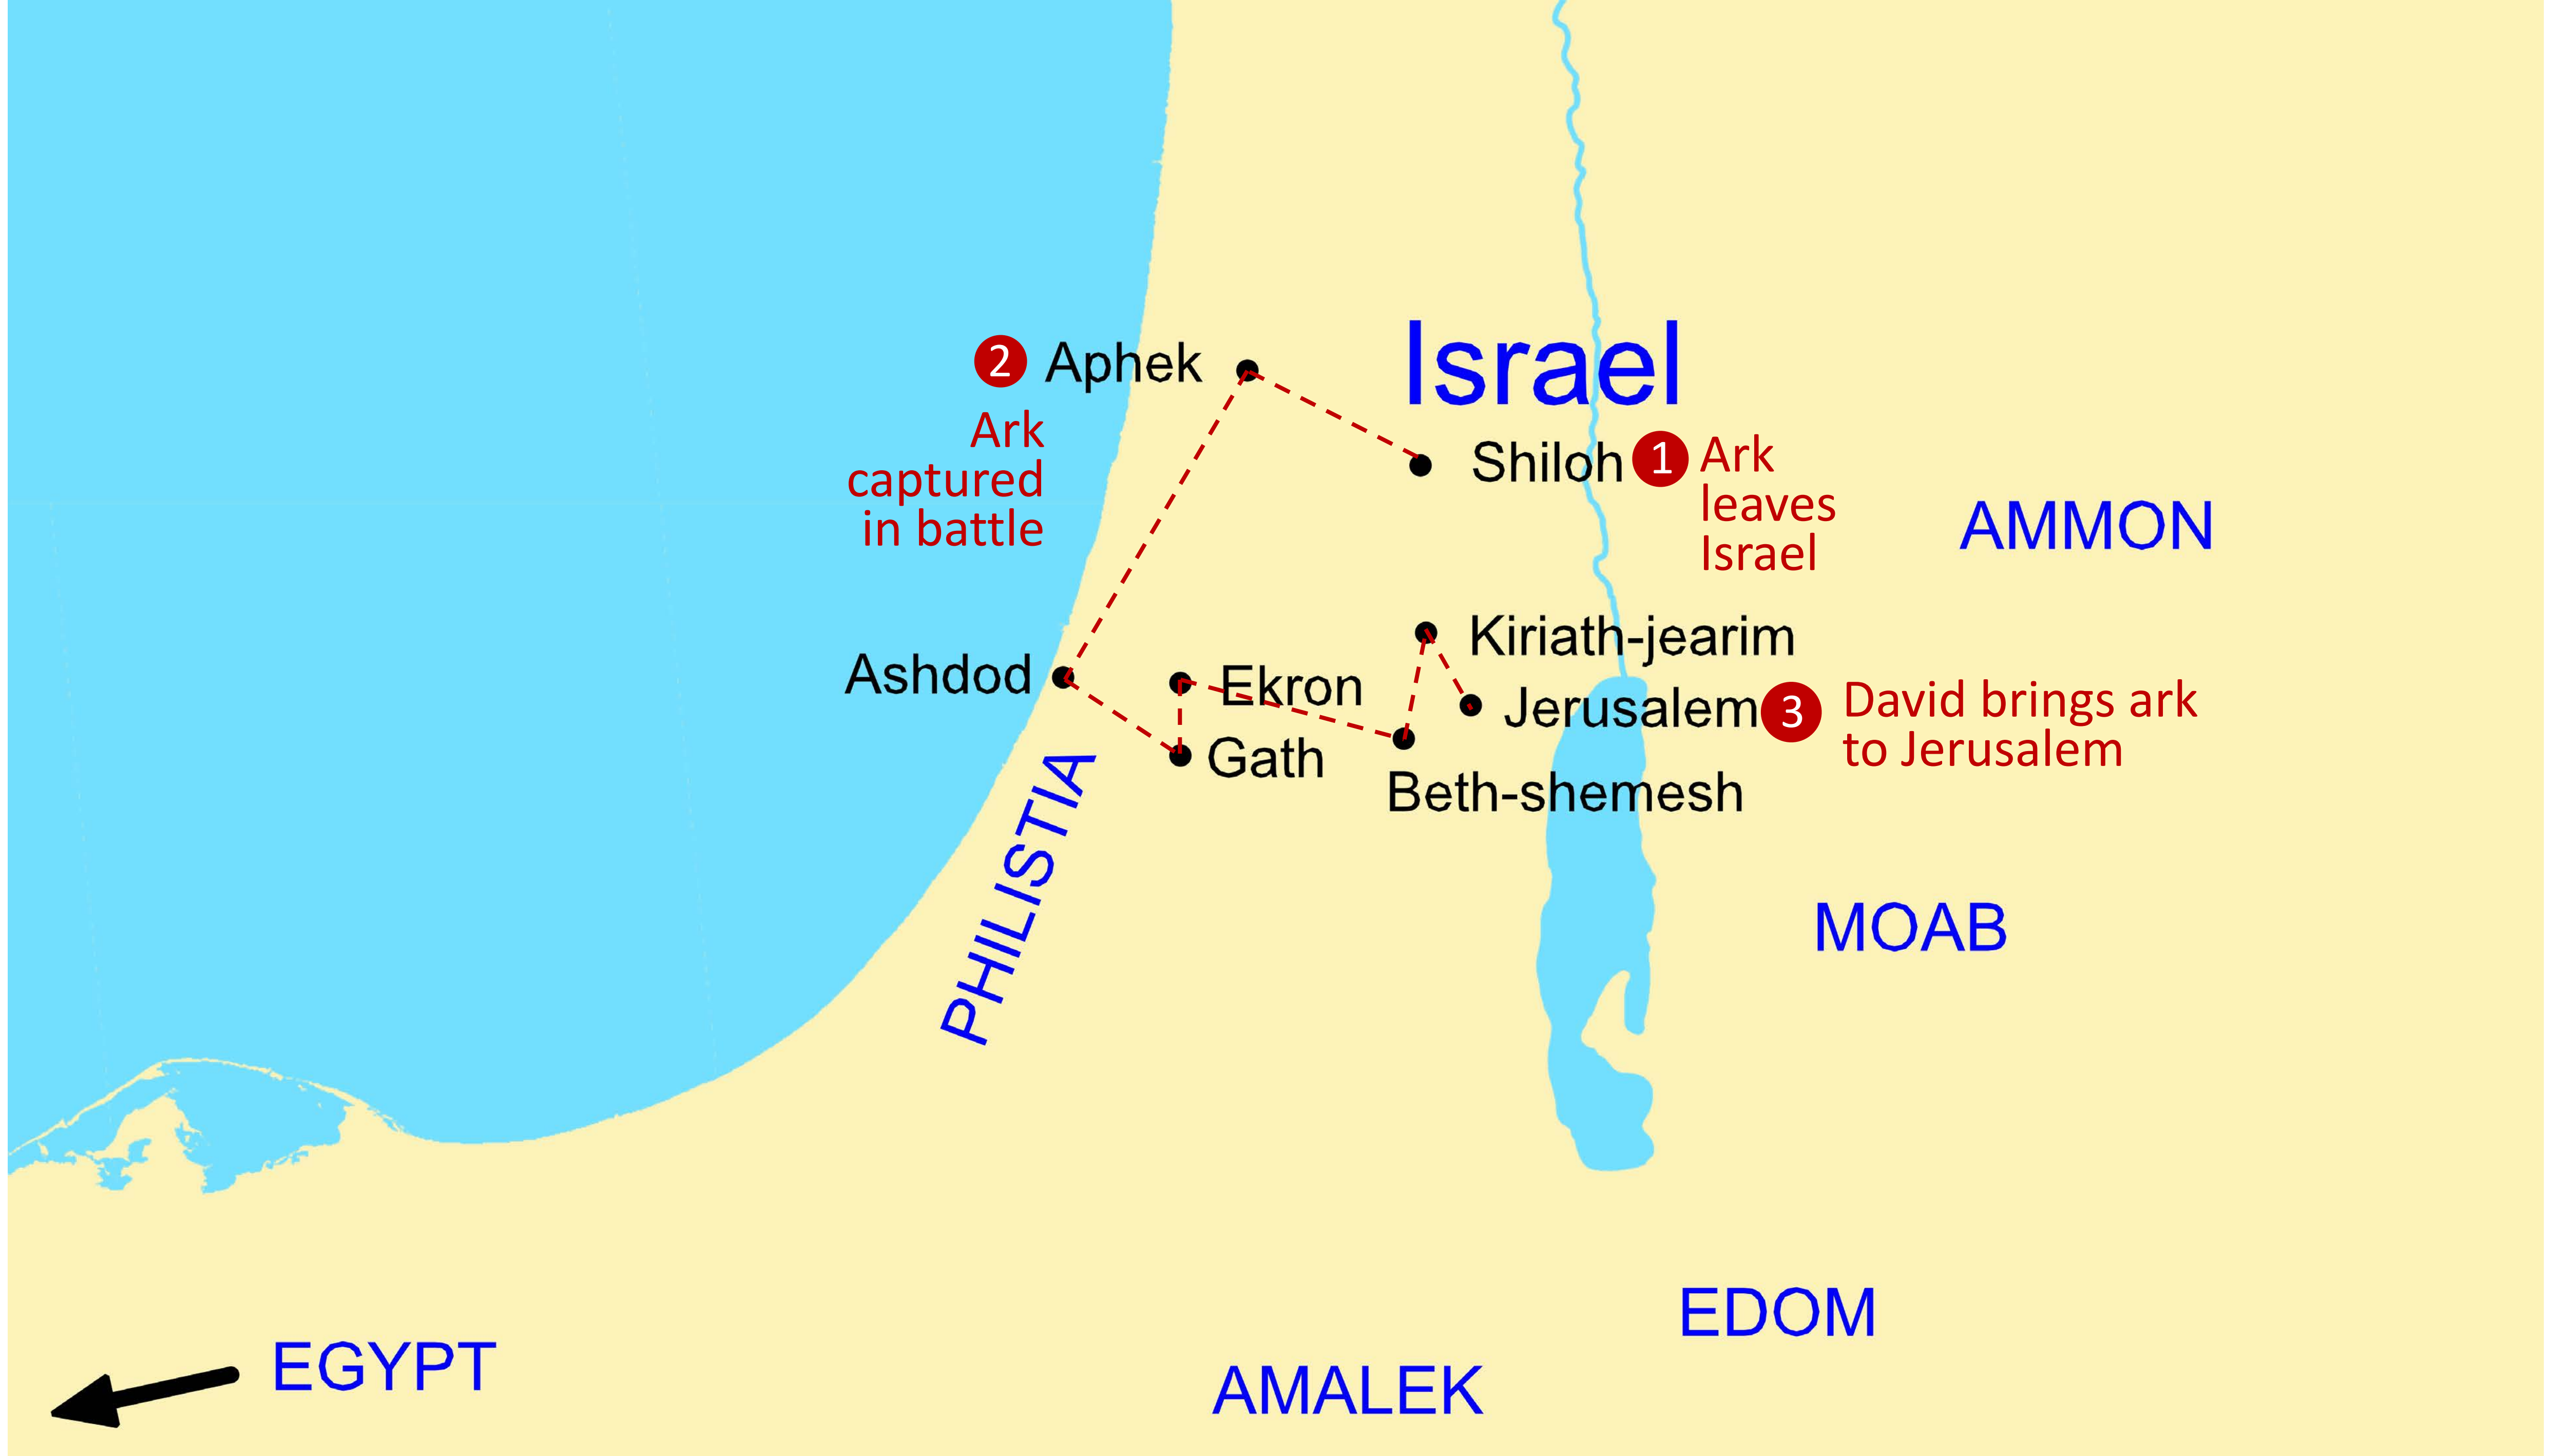 Israel
2 Aphek
Ark
captured
in battle
Shiloh 1 Ark
leaves
Israel
AMMON
Kiriath-jearim
Ashdod
Ekron
Jerusalem 3 David brings ark
to Jerusalem
Gath
Beth-shemesh
PHILISTIA
MOAB
EDOM
EGYPT
AMALEK